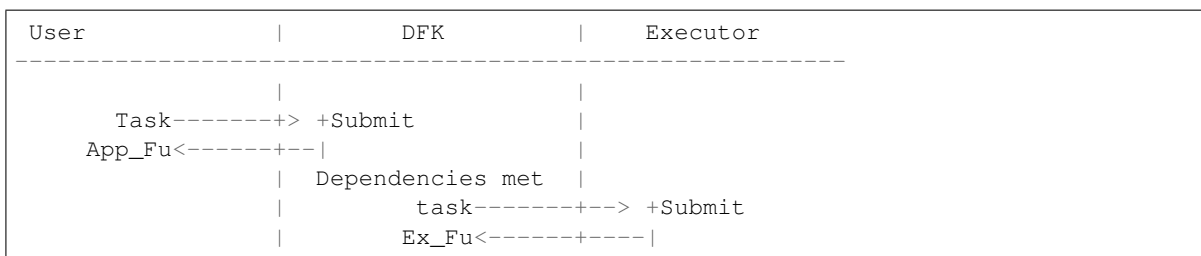 User                |        DFK         |    Executor
----------------------------------------------------------
                    |                    |
      Task-------+> +Submit              |
    App_Fu<------+--|                    |
                    |  Dependencies met  |
                    |         task-------+--> +Submit
                    |        Ex_Fu<------+----|